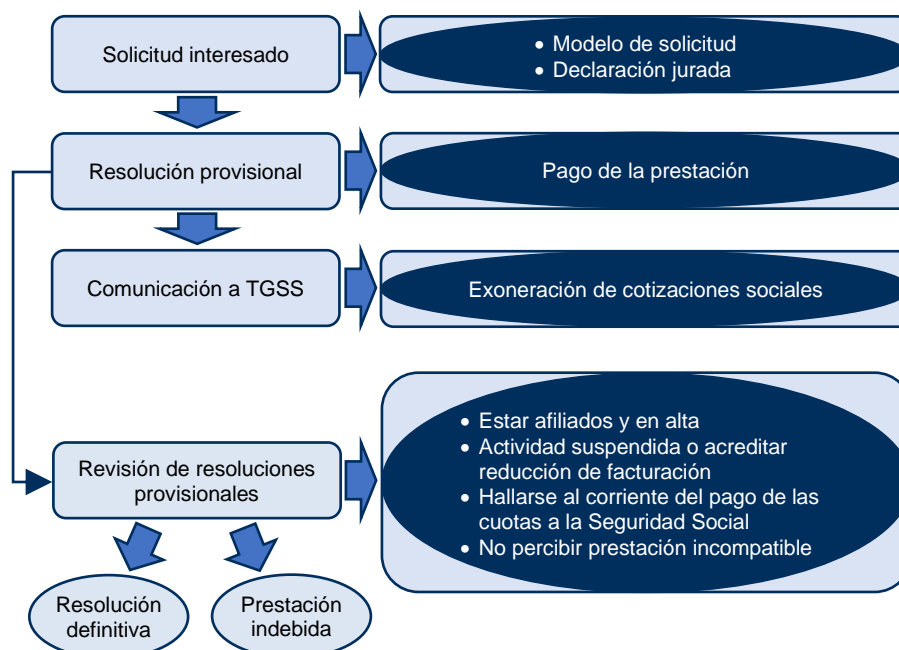 Solicitud interesado
• Modelo de solicitud
• Declaración jurada
Resolución provisional
Pago de la prestación
Comunicación a TGSS
Exoneración de cotizaciones sociales
Revisión de resoluciones
provisionales
• Estar afiliados y en alta
• Actividad suspendida o acreditar
reducción de facturación
• Hallarse al corriente del pago de las
cuotas a la Seguridad Social
• No percibir prestación incompatible
Resolución
definitiva
Prestación
indebida